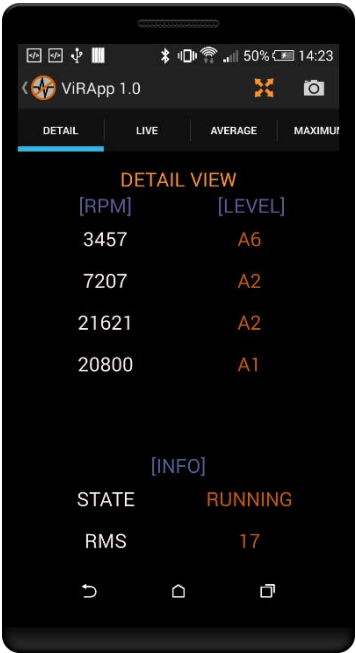 50% 14:23
ViRApp 1.0
DETAIL LIVE AVERAGE MAXIMU
DETAIL VIEW
[RPM] [LEVEL]
3457 A6
7207 A2
21621 A2
20800 A1
[INFO]
STATE RUNNING
RMS 17